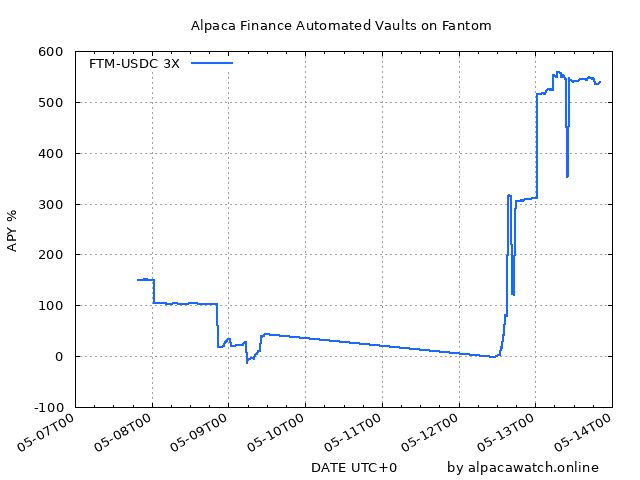 Alpaca Finance Automated Vaults on Fantom
FTM-USDC 3X
APY %
600
500
400
300
200
100
0
-100
05-07T00
05-08T00
05-09T00
05-10T00
05-11T00
05-12T00
05-13T00
05-14T00
DATE UTC+0
by alpacawatch.online